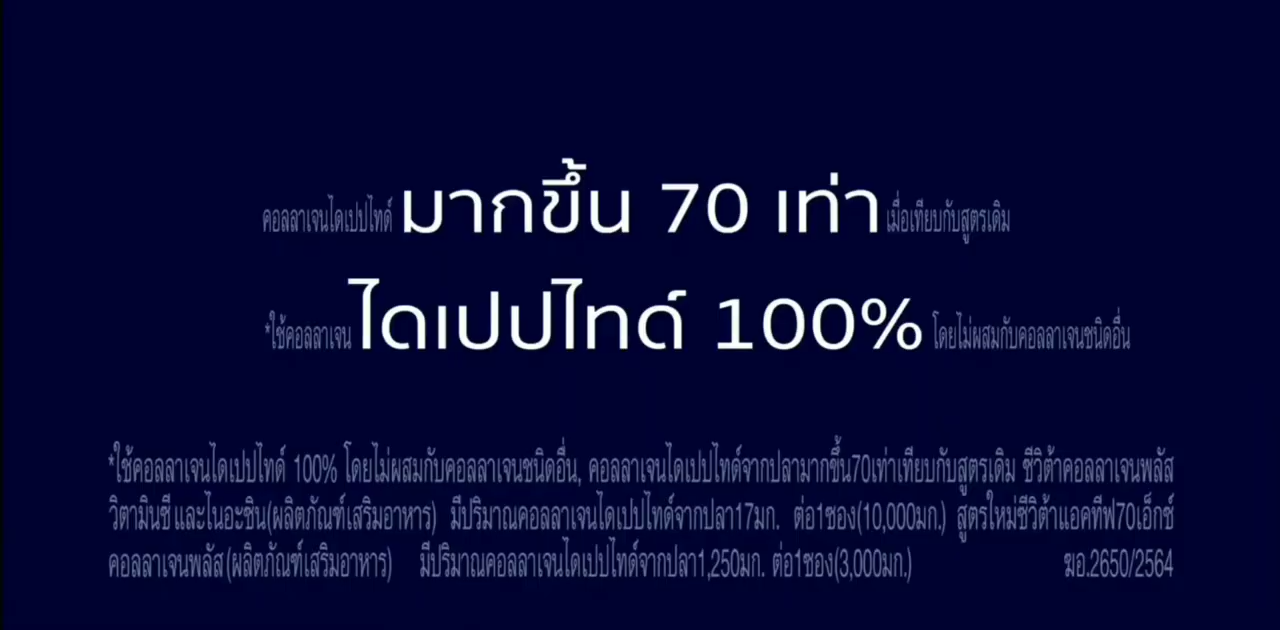 คอลลาเจนไดเปปไทด์ มากขึ้น 70 เท่า เมื่อเทียบกับสูตรเดิม
*ใช้คอลลาเจน ไดเปปไทด์ 100% โดยไม่ผสมกับคอลลาเจนชนิดอื่น
*ใช้คอลลาเจนไดเปปไทด์ 100% โดยไม่ผสมกับคอลลาเจนชนิดอื่น, คอลลาเจนไดเปปไทด์จากปลามากขึ้น70เท่าเทียบกับสูตรเดิม ชีวิต้าคอลลาเจนพลัส
วิตามินซี และไนอะซิน(ผลิตภัณฑ์เสริมอาหาร) มีปริมาณคอลลาเจนไดเปปไทด์จากปลา17มก. ต่อ1ซอง(10,000มก.) สูตรใหม่ชีวิต้าแอคทีฟ70เอ็กซ์
คอลลาเจนพลัส(ผลิตภัณฑ์เสริมอาหาร) มีปริมาณคอลลาเจนไดเปปไทด์จากปลา1,250มก. ต่อ1ซอง(3,000มก.) ฆอ.2650/2564